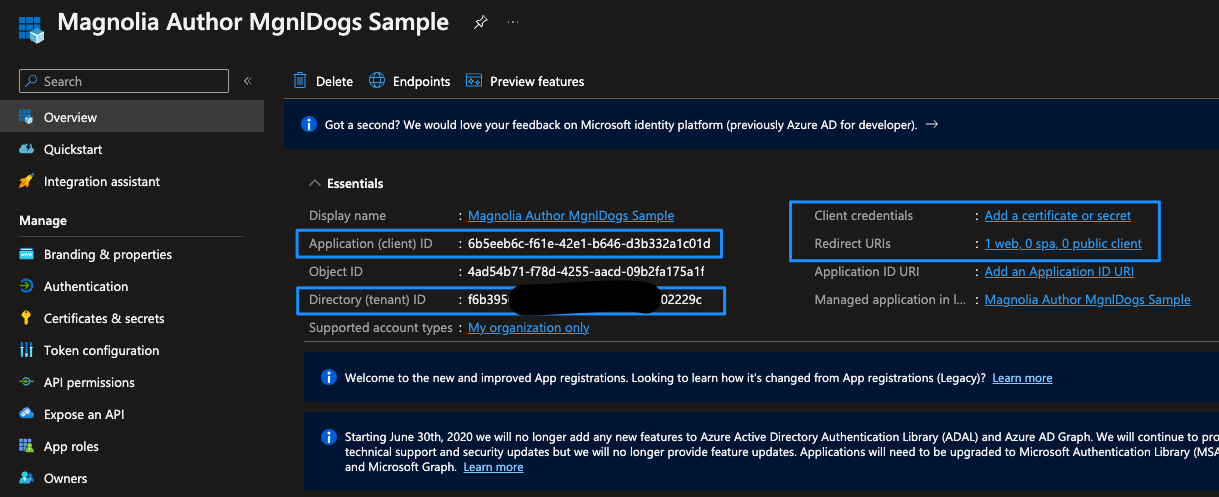 Magnolia Author MgnlDogs Sample
Search
Overview
Quickstart
Integration assistant
Manage
Branding & properties
Authentication
Certificates & secrets
Token configuration
API permissions
Expose an API
App roles
Owners
Delete Endpoints Preview features
Got a second? We would love your feedback on Microsoft identity platform (previously Azure AD for developer). →
Essentials
Display name : Magnolia Author MgnlDogs Sample
Application (client) ID : 6b5eeb6c-f61e-42e1-b646-d3b332a1c01d
Object ID : 4ad54b71-f78d-4255-aacd-09b2fa175a1f
Directory (tenant) ID : f6b395 02229c
Supported account types : My organization only
Client credentials : Add a certificate or secret
Redirect URIs : 1 web, 0 spa, 0 public client
Application ID URI : Add an Application ID URI
Managed application in l... : Magnolia Author MgnlDogs Sample
Welcome to the new and improved App registrations. Looking to learn how it's changed from App registrations (Legacy)? Learn more
Starting June 30th, 2020 we will no longer add any new features to Azure Active Directory Authentication Library (ADAL) and Azure AD Graph. We will continue to pro
technical support and security updates but we will no longer provide feature updates. Applications will need to be upgraded to Microsoft Authentication Library (MSA
and Microsoft Graph. Learn more